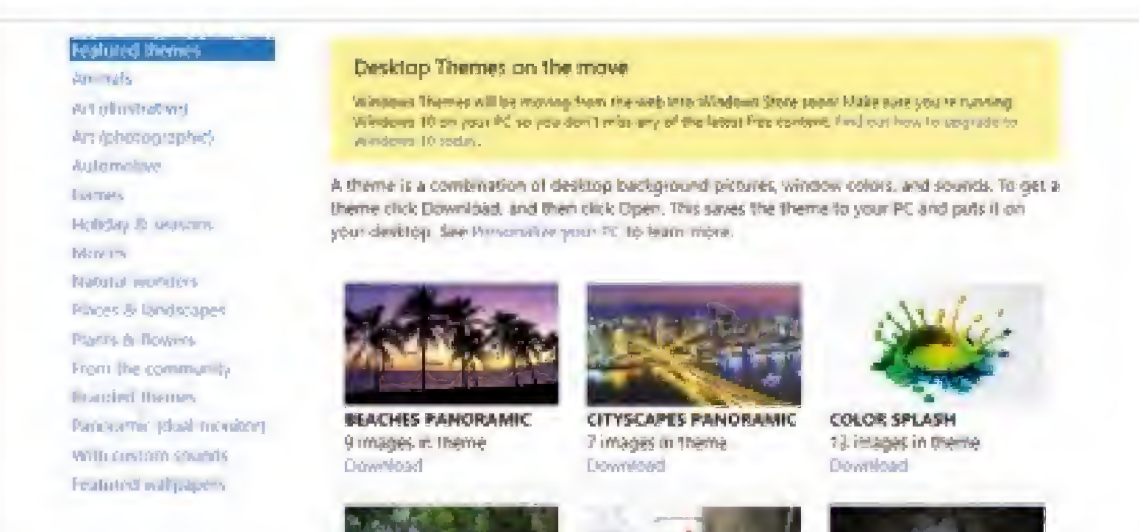 Featured themes
Animals
Art (illustrative)
Art (photographic)
Automotive
Games
Holiday & seasons
Movies
Natural wonders
Places & landscapes
Plants & flowers
From the community
Branded themes
Panoramic (dual monitor)
With custom sounds
Featured wallpapers
Desktop Themes on the move
Windows Themes will be moving from the web into Windows Store soon! Make sure you're running
Windows 10 on your PC so you don't miss any of the latest free content. Find out how to upgrade to
Windows 10 today.
A theme is a combination of desktop background pictures, window colors, and sounds. To get a
theme click Download, and then click Open. This saves the theme to your PC and puts it on
your desktop. See Personalize your PC to learn more.
BEACHES PANORAMIC
9 images in theme
Download
CITYSCAPES PANORAMIC
7 images in theme
Download
COLOR SPLASH
images in theme
Download